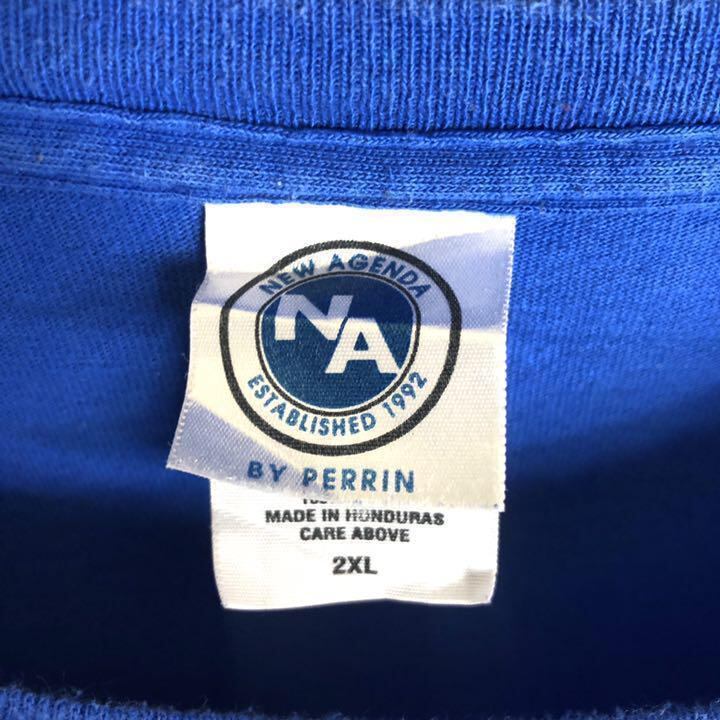 NEW AGENDA
NA
ESTABLISHED 1992
BY PERRIN
MADE IN HONDURAS
CARE ABOVE
2XL